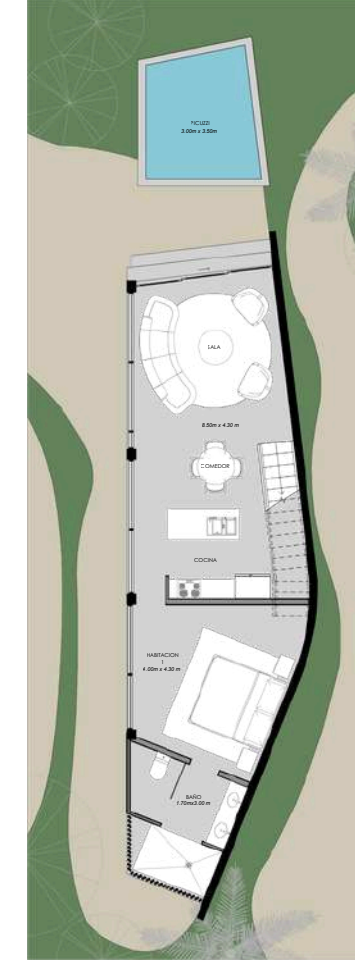 PICUZZI
3.00m x 3.50m
SALA
8.50m x 4.30 m
COMEDOR
COCINA
HABITACION
1
4.00m x 4.30 m
BAÑO
1.70mx3.00 m